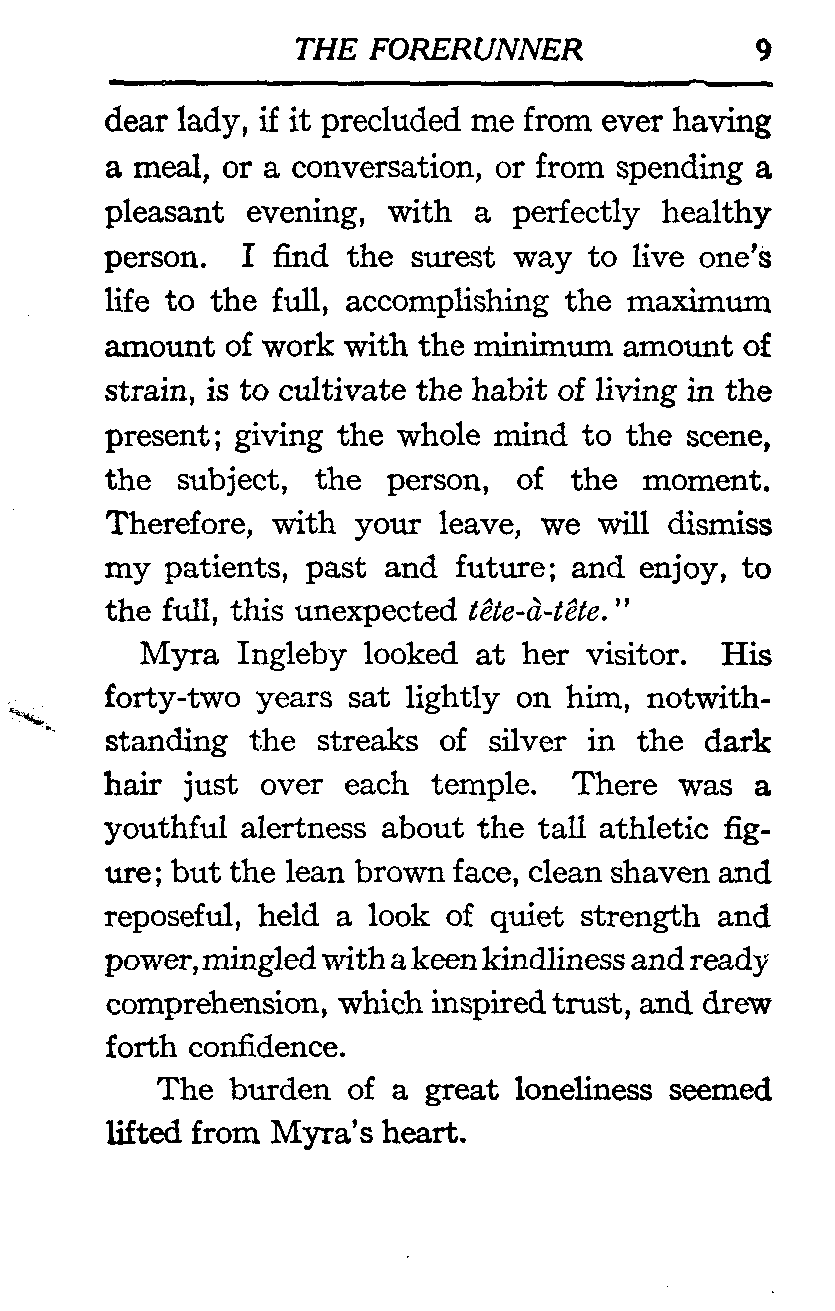 THE FORERUNNER 9
dear lady, if it precluded me from ever having
a meal, or a conversation, or from spending a
pleasant evening, with a perfectly healthy
person. I find the surest way to live one's
life to the full, accomplishing the maximum
amount of work with the minimum amount of
strain, is to cultivate the habit of living in the
present; giving the whole mind to the scene,
the subject, the person, of the moment.
Therefore, with your leave, we will dismiss
my patients, past and future; and enjoy, to
the full, this unexpected tête-à-tête."
Myra Ingleby looked at her visitor. His
forty-two years sat lightly on him, notwith-
standing the streaks of silver in the dark
hair just over each temple. There was a
youthful alertness about the tall athletic fig-
ure; but the lean brown face, clean shaven and
reposeful, held a look of quiet strength and
power, mingled with a keen kindliness and ready
comprehension, which inspired trust, and drew
forth confidence.
The burden of a great loneliness seemed
lifted from Myra's heart.